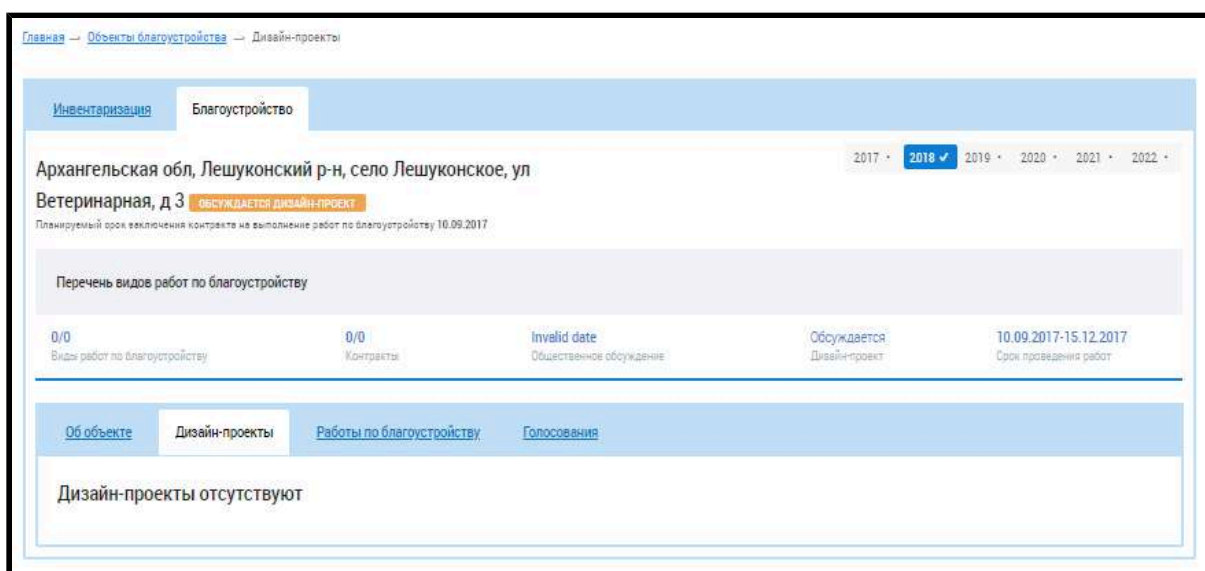 Главная → Объекты благоустройства → Дизайн-проекты
Инвентаризация Благоустройство
Архангельская обл, Лешуконский р-н, село Лешуконское, ул
2017 • 2018 ✔ 2019 • 2020 • 2021 • 2022 •
Ветеринарная, д 3 ОБСУЖДАЕТСЯ ДИЗАЙН-ПРОЕКТ
Планируемый срок заключения контракта на выполнение работ по благоустройству 10.09.2017
Перечень видов работ по благоустройству
0/0 0/0 Invalid date Обсуждается 10.09.2017-15.12.2017
Виды работ по благоустройству Контракты Общественное обсуждение Дизайн-проект Срок проведения работ
Об объекте Дизайн-проекты Работы по благоустройству Голосования
Дизайн-проекты отсутствуют